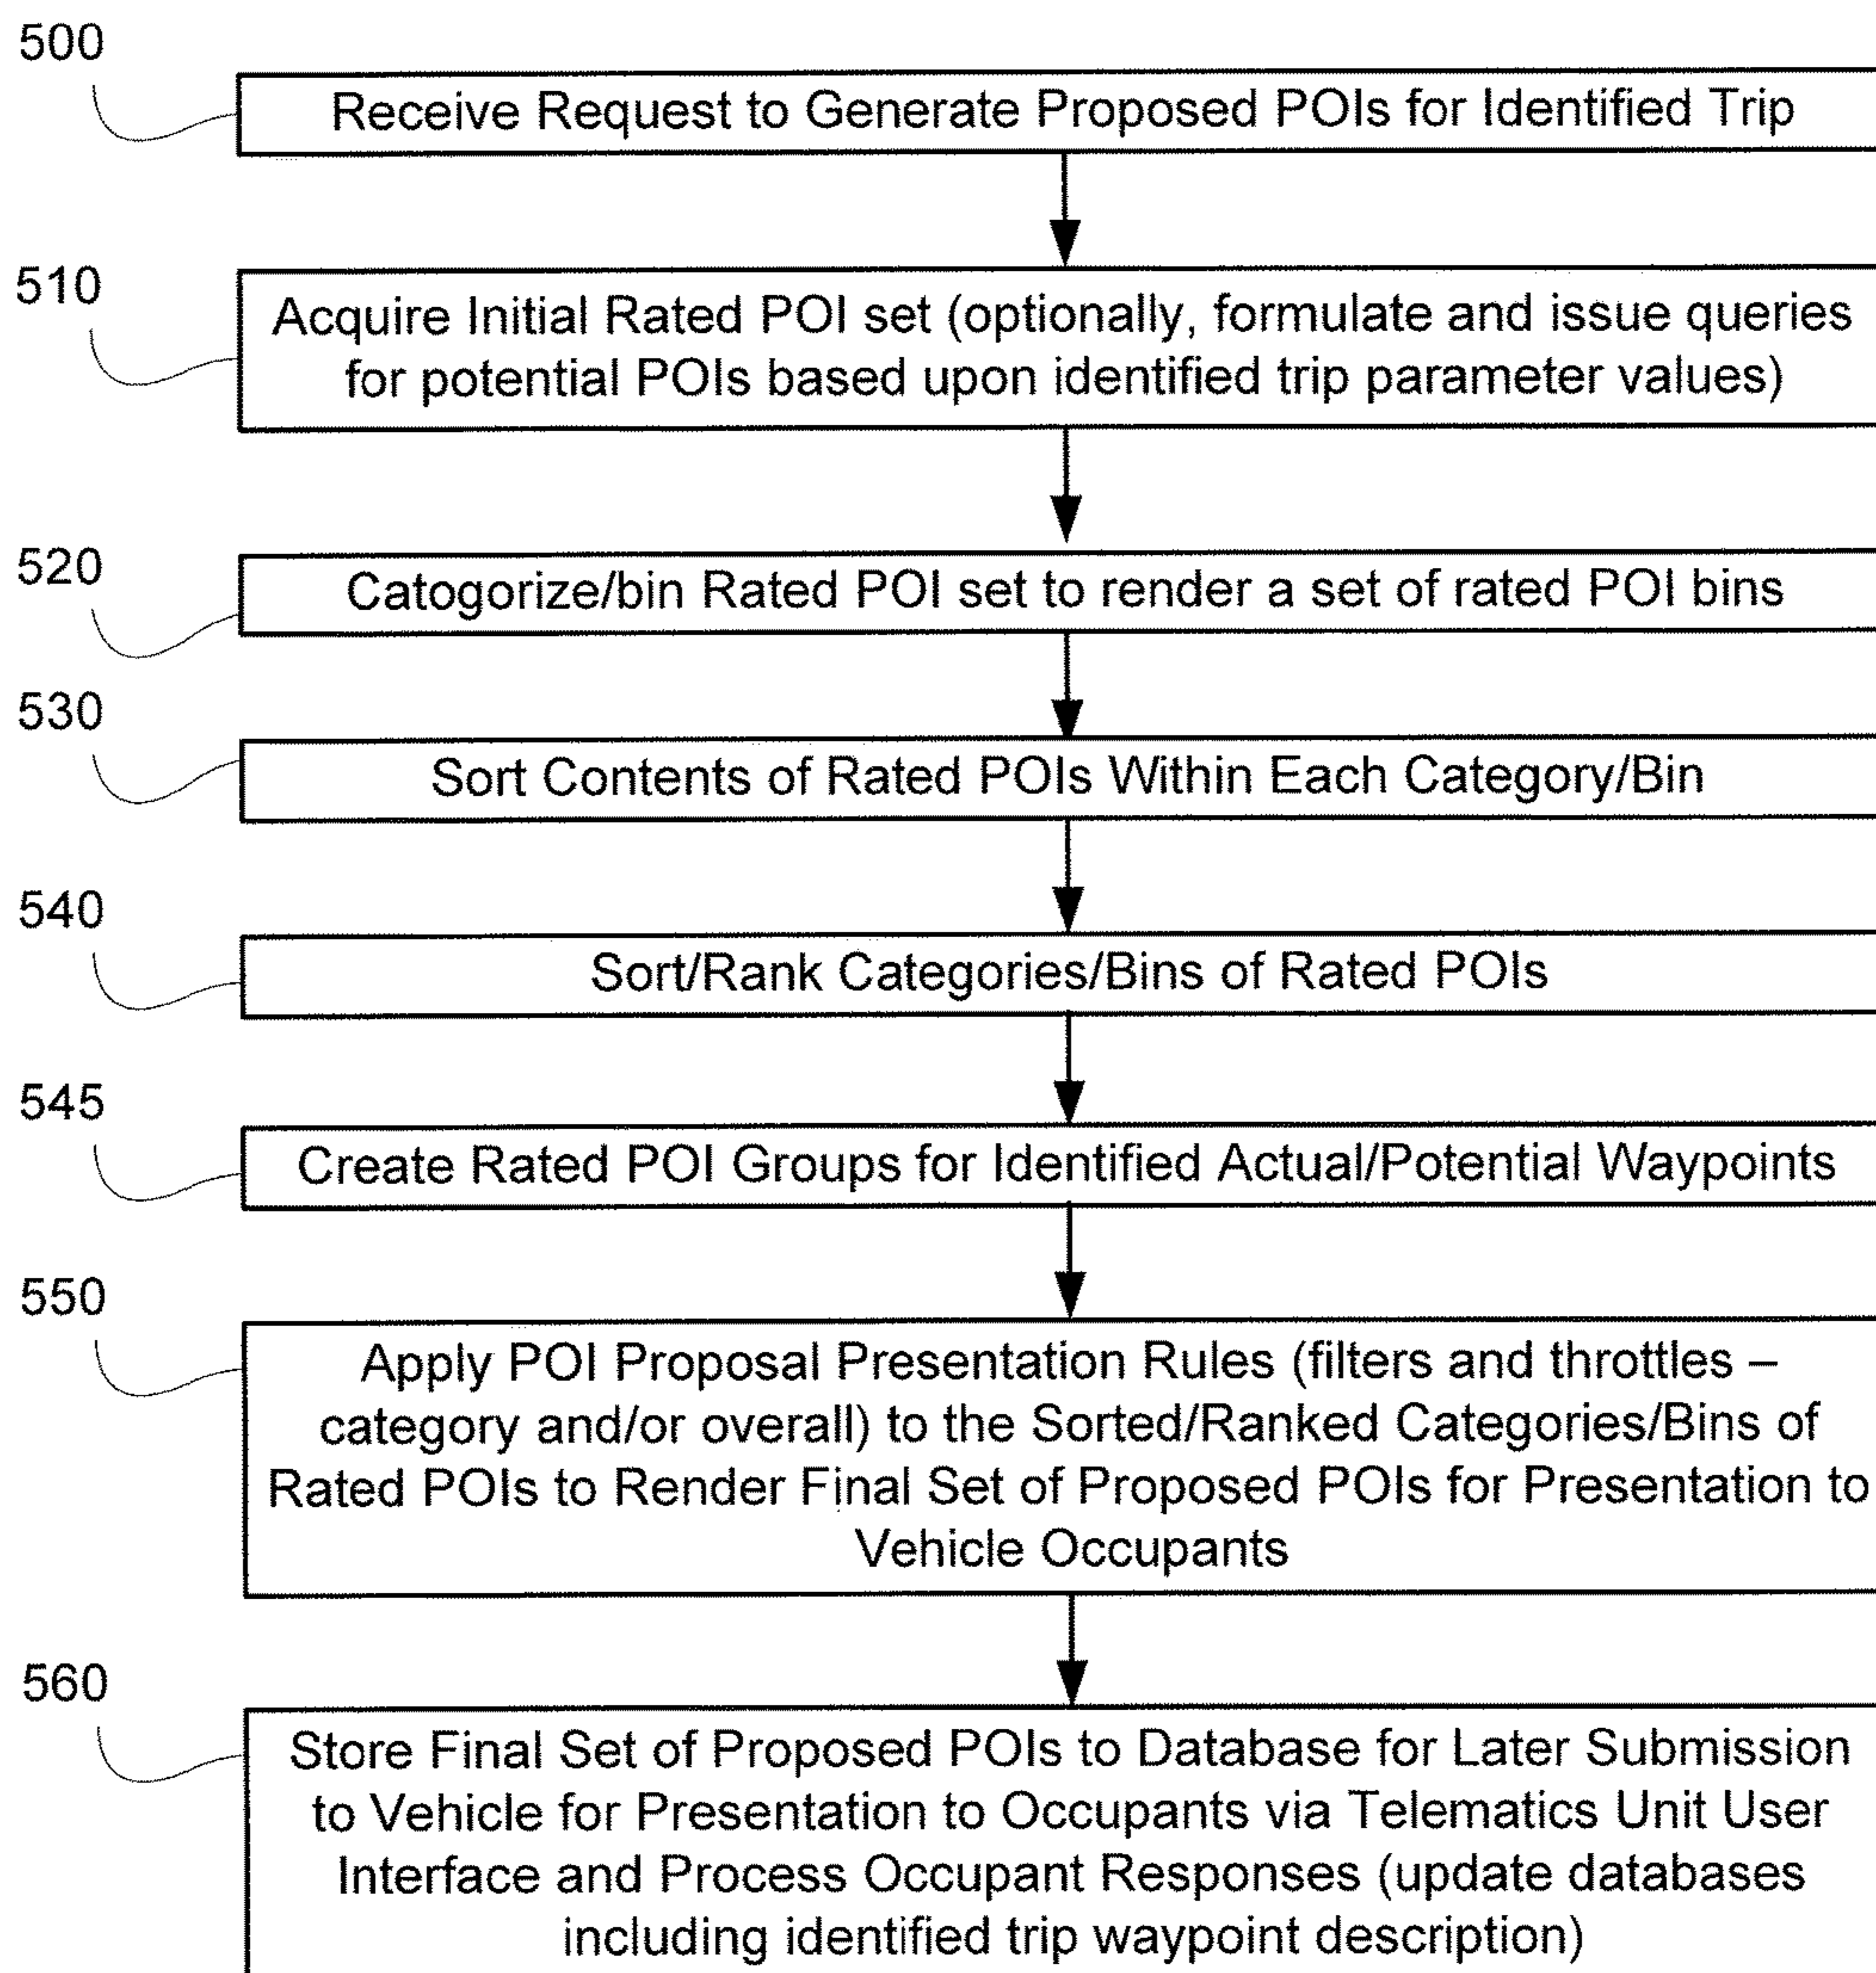 500
Receive Request to Generate Proposed POIs for Identified Trip
510
Acquire Initial Rated POI set (optionally, formulate and issue queries
for potential POIs based upon identified trip parameter values)
520
Catogorize/bin Rated POI set to render a set of rated POI bins
530
Sort Contents of Rated POIs Within Each Category/Bin
540
Sort/Rank Categories/Bins of Rated POIs
545
Create Rated POI Groups for Identified Actual/Potential Waypoints
550
Apply POI Proposal Presentation Rules (filters and throttles –
category and/or overall) to the Sorted/Ranked Categories/Bins of
Rated POIs to Render Final Set of Proposed POIs for Presentation to
Vehicle Occupants
560
Store Final Set of Proposed POIs to Database for Later Submission
to Vehicle for Presentation to Occupants via Telematics Unit User
Interface and Process Occupant Responses (update databases
including identified trip waypoint description)